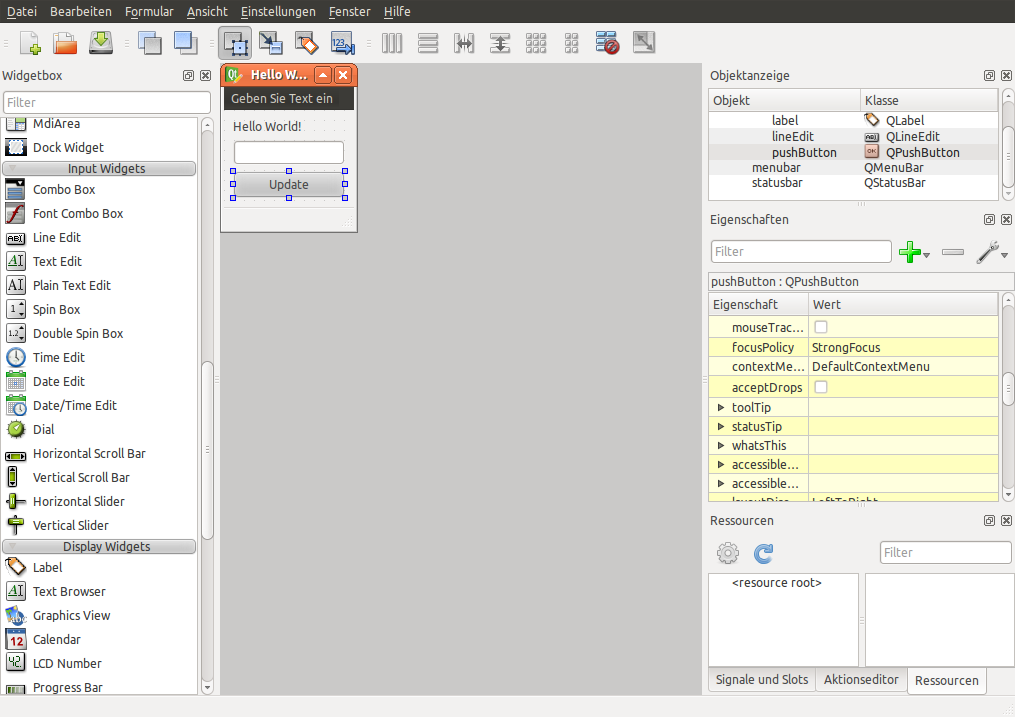 Datei Bearbeiten Formular Ansicht Einstellungen Fenster Hilfe
Widgetbox
Filter
MdiArea
Dock Widget
Input Widgets
Combo Box
Font Combo Box
Line Edit
Text Edit
Plain Text Edit
Spin Box
Double Spin Box
Time Edit
Date Edit
Date/Time Edit
Dial
Horizontal Scroll Bar
Vertical Scroll Bar
Horizontal Slider
Vertical Slider
Display Widgets
Label
Text Browser
Graphics View
Calendar
LCD Number
Progress Bar
Hello W...
Geben Sie Text ein
Hello World!
Update
Objektanzeige
Objekt Klasse
label QLabel
lineEdit QLineEdit
pushButton QPushButton
menubar QMenuBar
statusbar QStatusBar
Eigenschaften
Filter
pushButton : QPushButton
Eigenschaft Wert
mouseTrac...
focusPolicy StrongFocus
contextMe... DefaultContextMenu
acceptDrops
toolTip
statusTip
whatsThis
accessible...
accessible...
layoutDire... LeftToRight
Ressourcen
Filter
<resource root>
Signale und Slots Aktionseditor Ressourcen